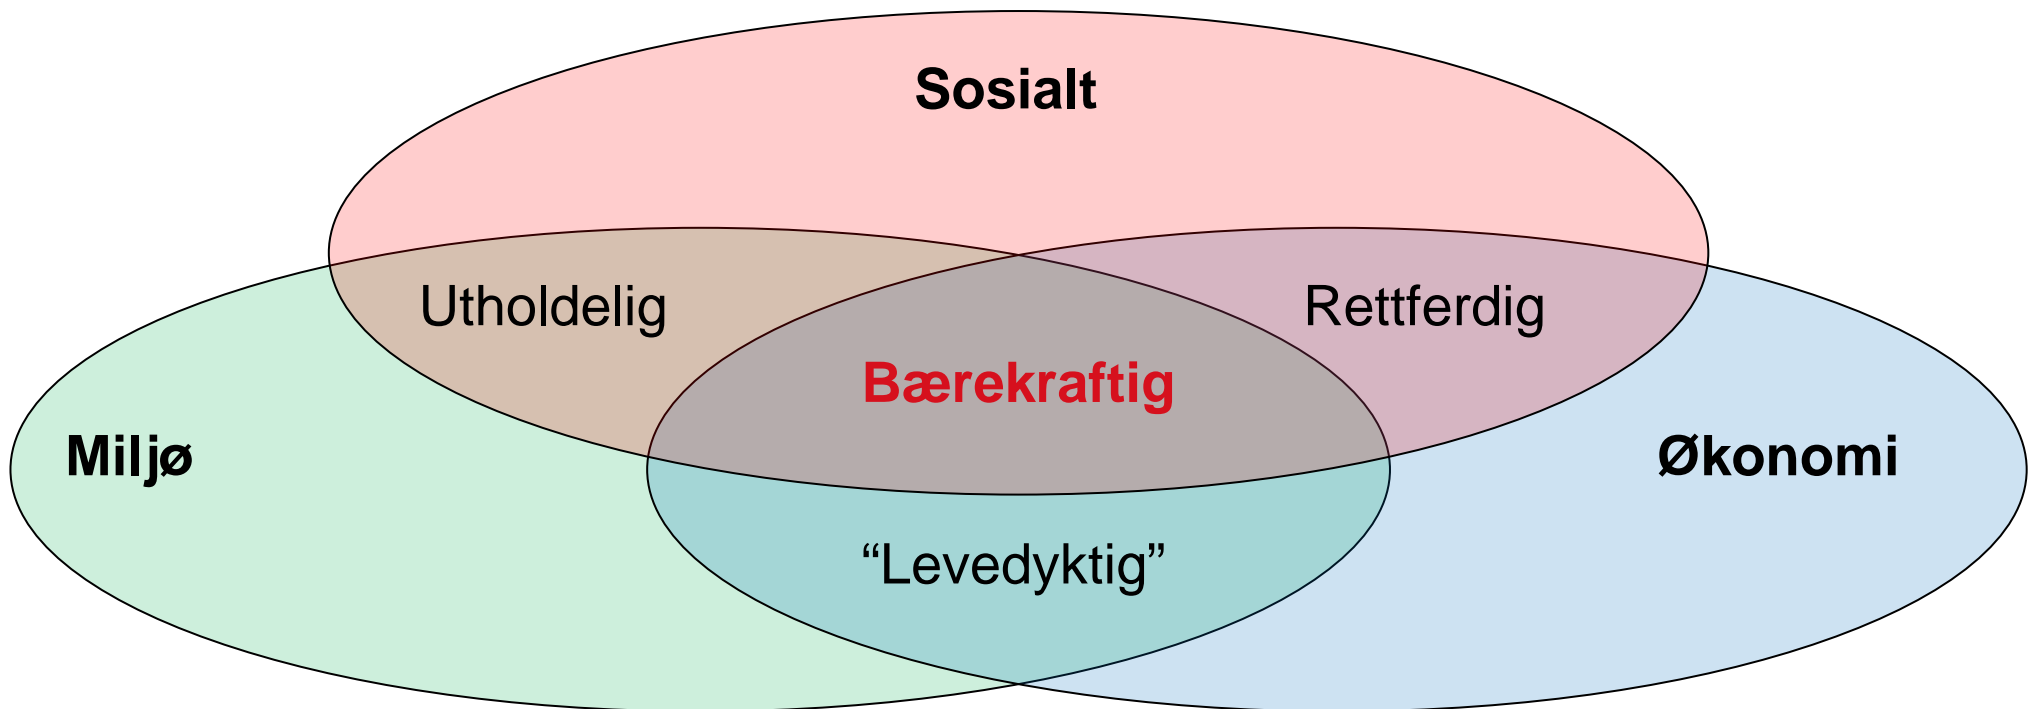 Sosialt
Utholdelig
Rettferdig
Bærekraftig
Miljø
Økonomi
“Levedyktig”